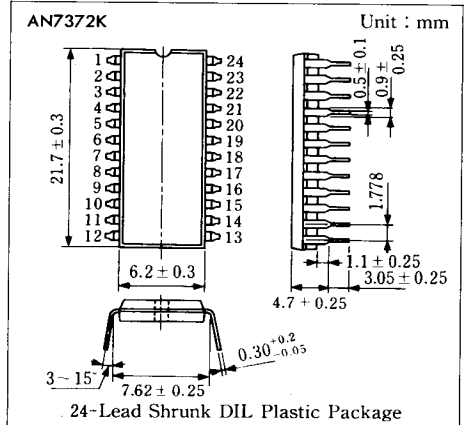 AN7372K
Unit : mm
1 24
2 23
3 22
4 21
5 20
6 19
7 18
8 17
9 16
10 15
11 14
12 13
21.7 ± 0.3
6.2 ± 0.3
0.5 ± 0.1
0.9 ± 0.25
1.778
1.1 ± 0.25
3.05 ± 0.25
4.7 + 0.25
3~15°
7.62 ± 0.25
0.30 +0.2 -0.05
24-Lead Shrunk DIL Plastic Package